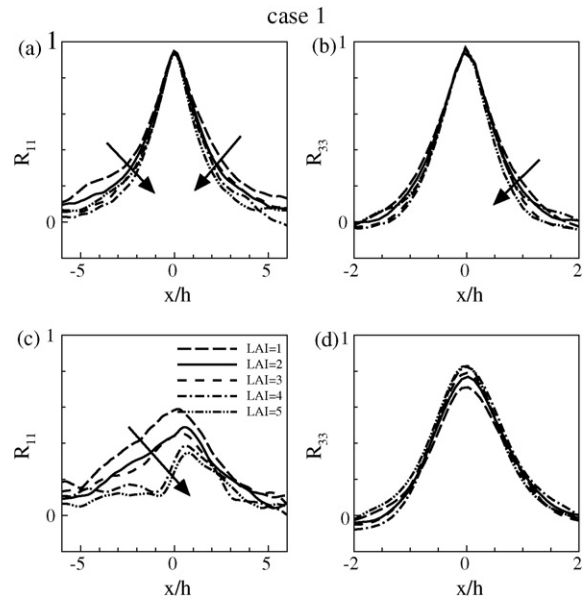 case 1
(a)
1
R₁₁
0
-5
0
5
x/h
(b)
1
R₃₃
0
-2
0
2
x/h
(c)
1
R₁₁
0
-5
0
5
x/h
LAI=1
LAI=2
LAI=3
LAI=4
LAI=5
(d)
1
R₃₃
0
-2
0
2
x/h